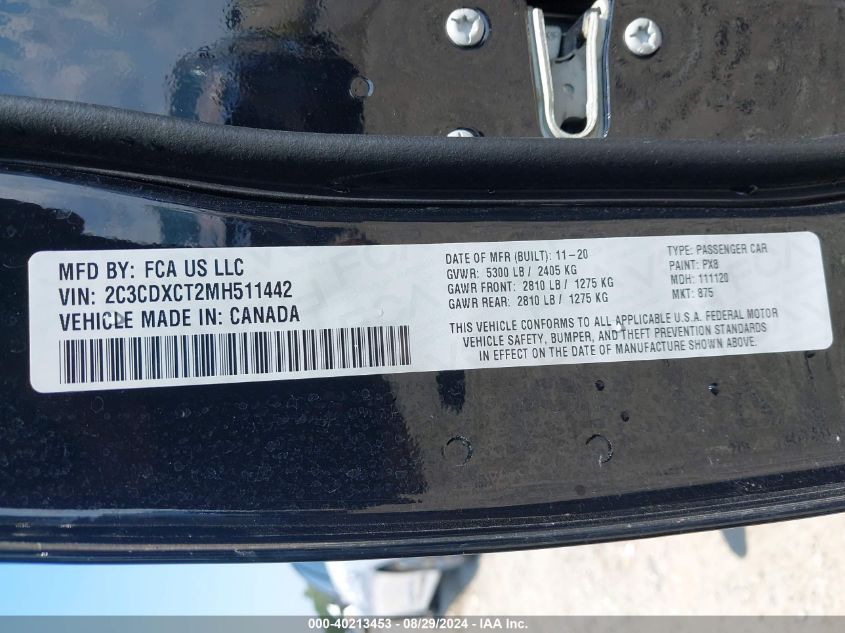 MFD BY: FCA US LLC
VIN: 2C3CDXCT2MH511442
VEHICLE MADE IN: CANADA
DATE OF MFR (BUILT): 11-20
GVWR: 5300 LB / 2405 KG
GAWR FRONT: 2810 LB / 1275 KG
GAWR REAR: 2810 LB / 1275 KG
TYPE: PASSENGER CAR
PAINT: PX8
MDH: 111120
MKT: 875
THIS VEHICLE CONFORMS TO ALL APPLICABLE U.S.A. FEDERAL MOTOR
VEHICLE SAFETY, BUMPER, AND THEFT PREVENTION STANDARDS
IN EFFECT ON THE DATE OF MANUFACTURE SHOWN ABOVE.
000-40213453 - 08/29/2024 - IAA Inc.